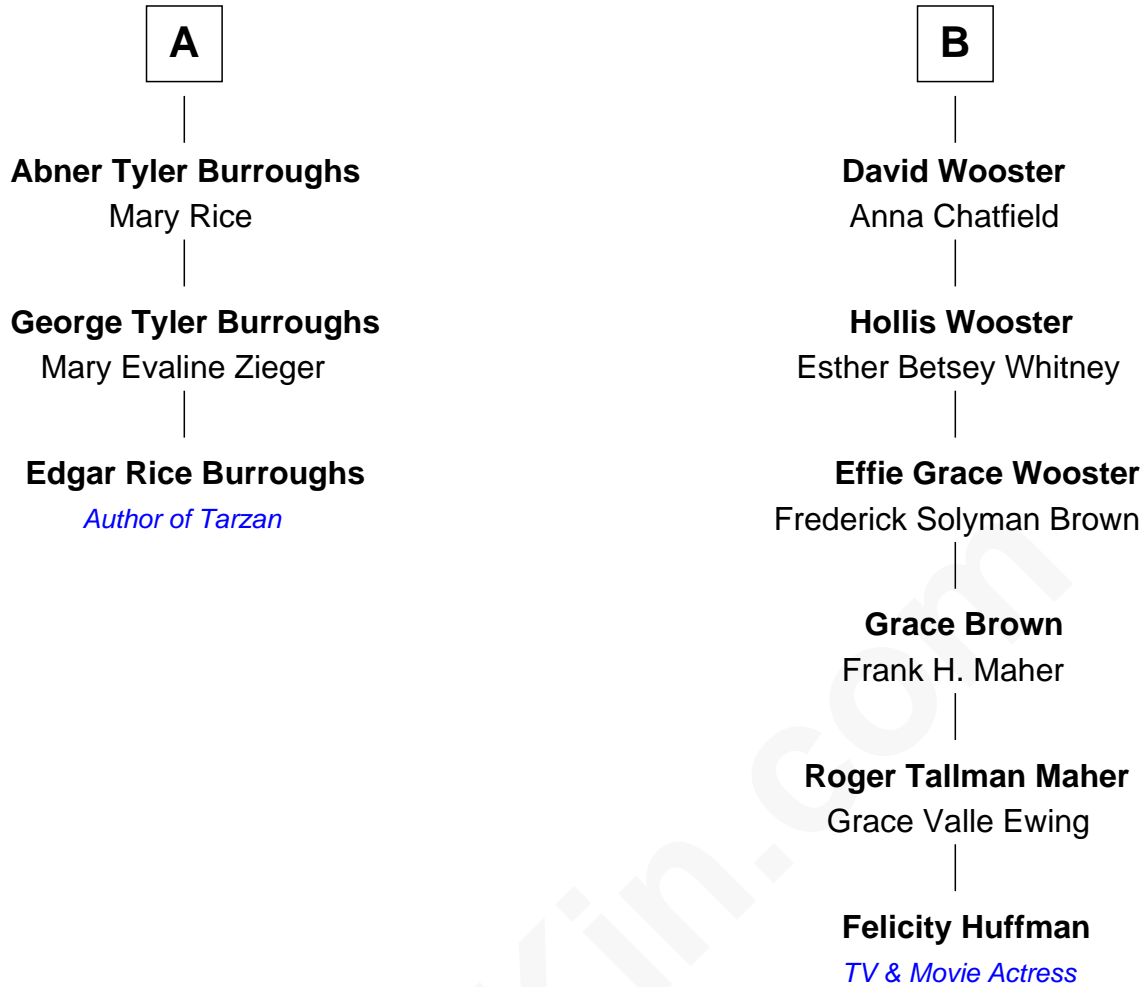 A
Abner Tyler Burroughs
Mary Rice
George Tyler Burroughs
Mary Evaline Zieger
Edgar Rice Burroughs
Author of Tarzan
B
David Wooster
Anna Chatfield
Hollis Wooster
Esther Betsey Whitney
Effie Grace Wooster
Frederick Solyman Brown
Grace Brown
Frank H. Maher
Roger Tallman Maher
Grace Valle Ewing
Felicity Huffman
TV & Movie Actress
Kin.com